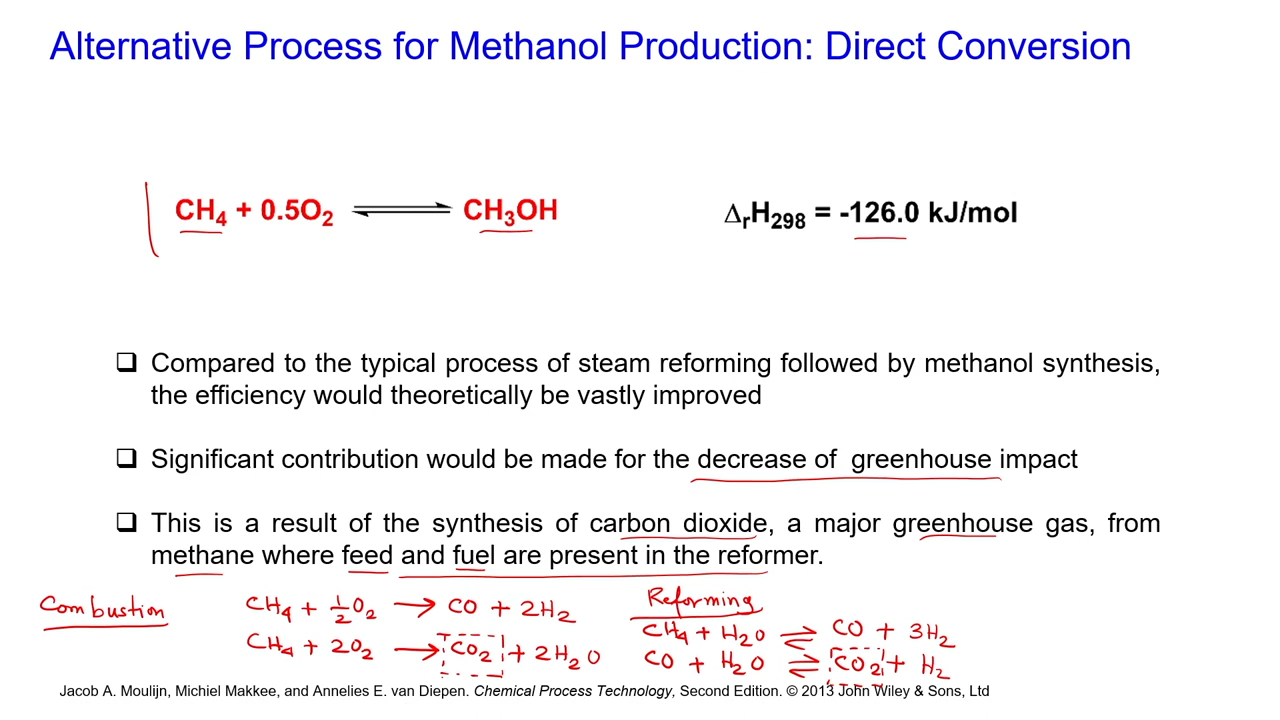 Alternative Process for Methanol Production: Direct Conversion
CH₄ + 0.5O₂ ⇌ CH₃OH    ΔᵣH₂₉₈ = -126.0 kJ/mol
❑ Compared to the typical process of steam reforming followed by methanol synthesis,
the efficiency would theoretically be vastly improved
❑ Significant contribution would be made for the decrease of greenhouse impact
❑ This is a result of the synthesis of carbon dioxide, a major greenhouse gas, from
methane where feed and fuel are present in the reformer.
Combustion
CH₄ + ½O₂ → CO + 2H₂
CH₄ + 2O₂ → CO₂ + 2H₂O
Reforming
CH₄ + H₂O ⇌ CO + 3H₂
CO + H₂O ⇌ CO₂ + H₂
Jacob A. Moulijn, Michiel Makkee, and Annelies E. van Diepen. Chemical Process Technology, Second Edition. © 2013 John Wiley & Sons, Ltd